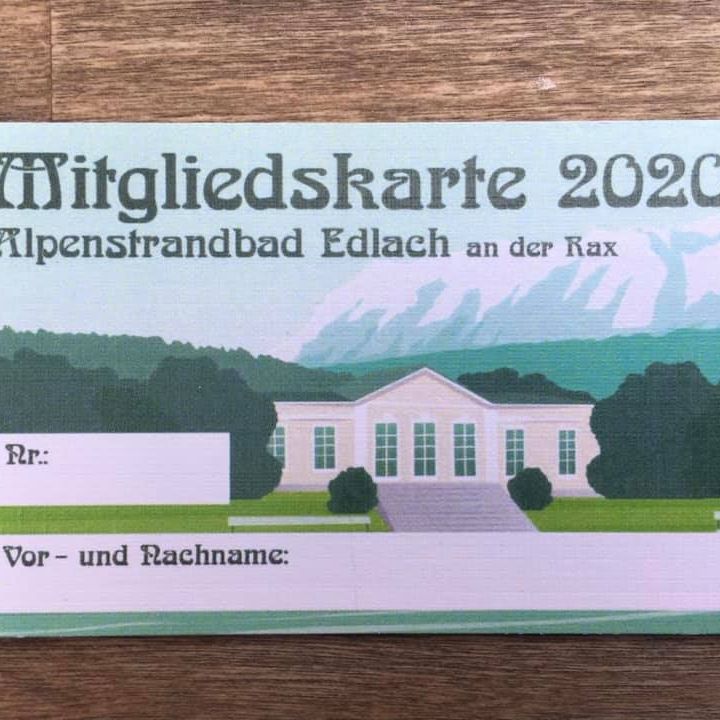 Mitgliedskarte 2020
Alpenstrandbad Edlach an der Rax
Nr.:
Vor- und Nachname: